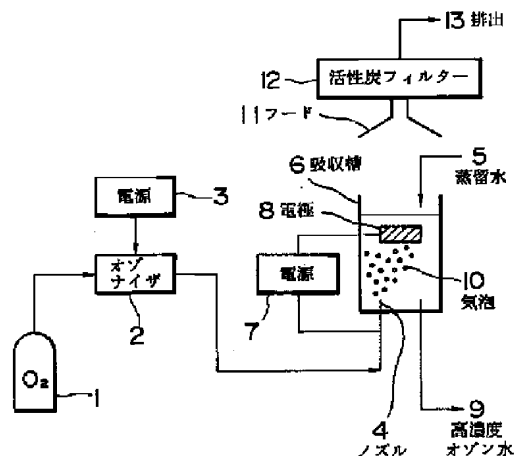 13 排出
12 活性炭フィルター
11 フード
6 吸収糟
5
蒸留水
8 電極
電源 3
オゾ
ナイザ
2
電源
7
10
気泡
O2
1
4
ノズル
9
高濃度
オゾン水